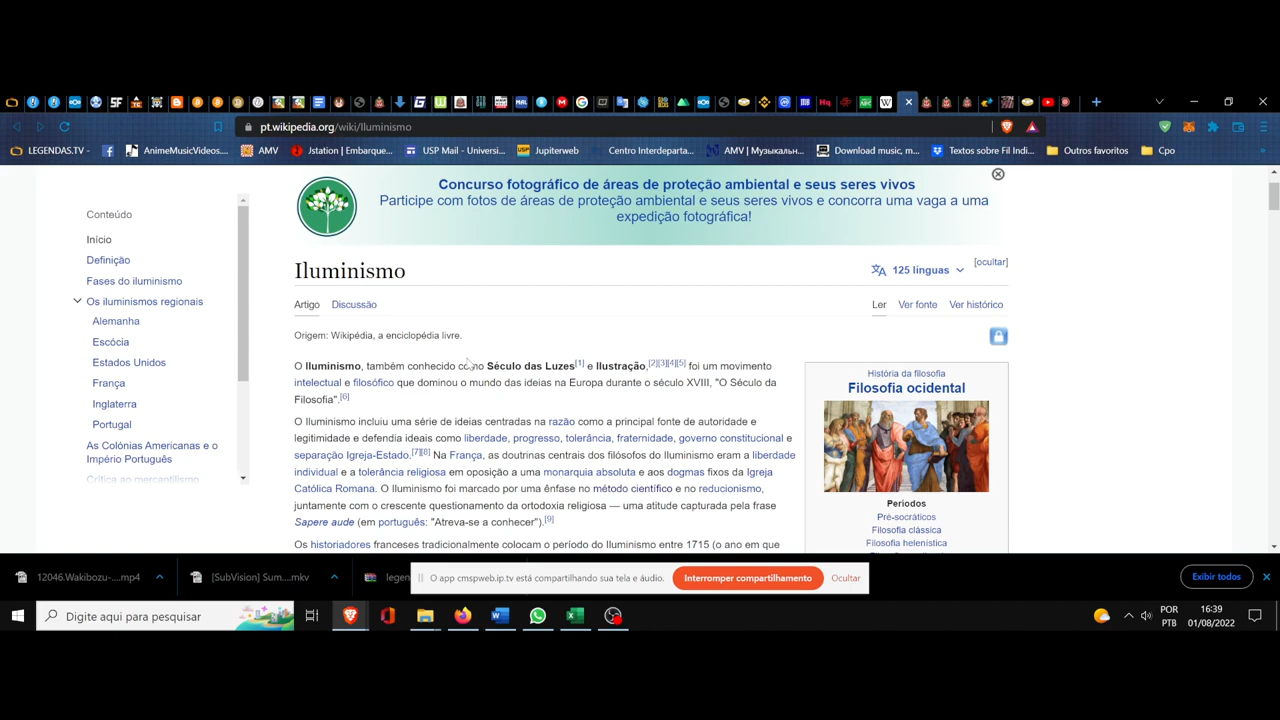 SF
TC
MAL
Hq
ABC
W
pt.wikipedia.org/wiki/Iluminismo
LEGENDAS.TV - AnimeMusicVideos... AMV Jstation | Embarque... USP Mail - Universi... Jupiterweb Centro Interdeparta... AMV | Музыкальн... Download music, m... Textos sobre Fil Indi... Outros favoritos Cpo
Concurso fotográfico de áreas de proteção ambiental e seus seres vivos
Participe com fotos de áreas de proteção ambiental e seus seres vivos e concorra uma vaga a uma
expedição fotográfica!
[ocultar]
Conteúdo
Início
Definição
Fases do iluminismo
Os iluminismos regionais
Alemanha
Escócia
Estados Unidos
França
Inglaterra
Portugal
As Colónias Americanas e o
Império Português
Crítica ao mercantilismo
Iluminismo
125 línguas
Artigo Discussão
Ler Ver fonte Ver histórico
Origem: Wikipédia, a enciclopédia livre.
O Iluminismo, também conhecido como Século das Luzes[1] e Ilustração,[2][3][4][5] foi um movimento
intelectual e filosófico que dominou o mundo das ideias na Europa durante o século XVIII, "O Século da
Filosofia".[6]
O Iluminismo incluiu uma série de ideias centradas na razão como a principal fonte de autoridade e
legitimidade e defendia ideais como liberdade, progresso, tolerância, fraternidade, governo constitucional e
separação Igreja-Estado.[7][8] Na França, as doutrinas centrais dos filósofos do Iluminismo eram a liberdade
individual e a tolerância religiosa em oposição a uma monarquia absoluta e aos dogmas fixos da Igreja
Católica Romana. O Iluminismo foi marcado por uma ênfase no método científico e no reducionismo,
juntamente com o crescente questionamento da ortodoxia religiosa — uma atitude capturada pela frase
Sapere aude (em português: "Atreva-se a conhecer").[9]
Os historiadores franceses tradicionalmente colocam o período do Iluminismo entre 1715 (o ano em que
História da filosofia
Filosofia ocidental
Períodos
Pré-socráticos
Filosofia clássica
Filosofia helenística
12046.Wakibozu-....mp4
[SubVision] Sum....mkv
legen
O app cmspweb.ip.tv está compartilhando sua tela e áudio.
Interromper compartilhamento
Ocultar
Exibir todos
Digite aqui para pesquisar
POR
PTB
16:39
01/08/2022